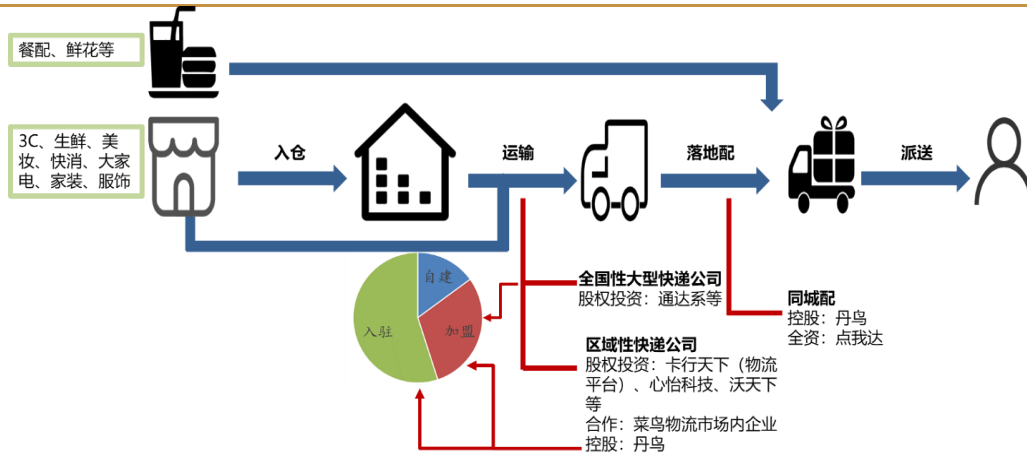 餐配、鲜花等
3C、生鲜、美
妆、快消、大家
电、家装、服饰
入仓
运输
落地配
派送
自建
加盟
入驻
全国性大型快递公司
股权投资：通达系等
区域性快递公司
股权投资：卡行天下（物流
平台）、心怡科技、沃天下
等
合作：菜鸟物流市场内企业
控股：丹鸟
同城配
控股：丹鸟
全资：点我达